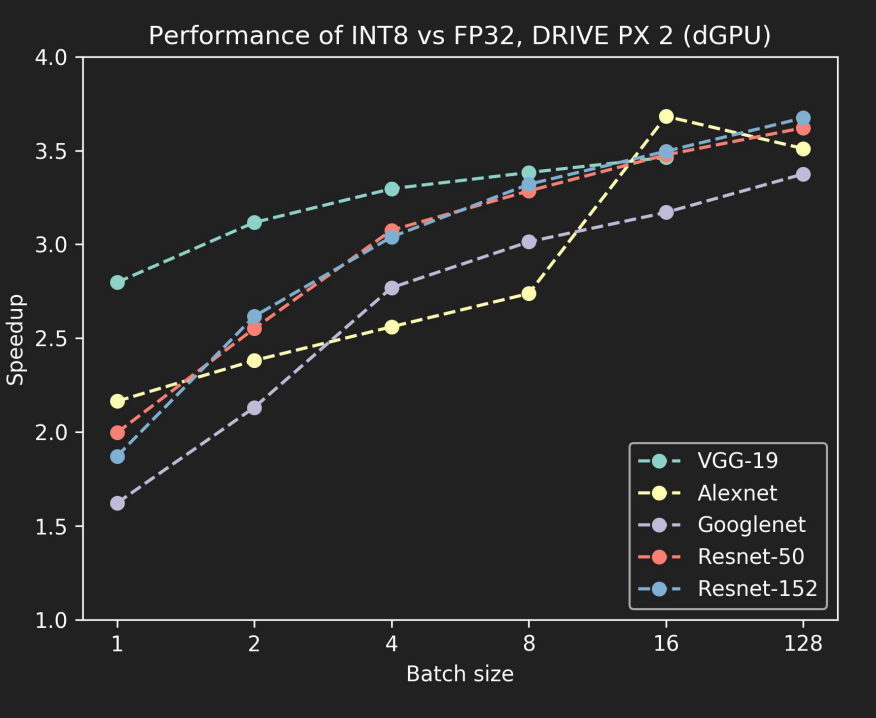 Performance of INT8 vs FP32, DRIVE PX 2 (dGPU)
4.0
3.5
3.0
2.5
2.0
1.5
1.0
Speedup
1 2 4 8 16 128
Batch size
VGG-19
Alexnet
Googlenet
Resnet-50
Resnet-152